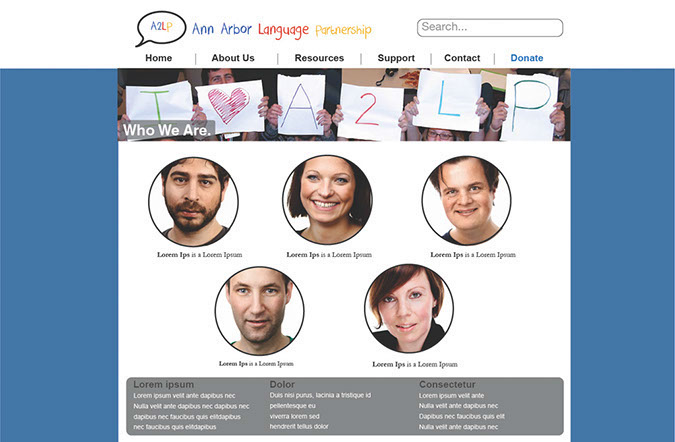 A2LP
Ann Arbor Language Partnership
Search...
Home
About Us
Resources
Support
Contact
Donate
T A 2 L P
Who We Are.
Lorem Ips is a Lorem Ipsum
Lorem Ips is a Lorem Ipsum
Lorem Ips is a Lorem Ipsum
Lorem Ips is a Lorem Ipsum
Lorem Ips is a Lorem Ipsum
Lorem ipsum
Lorem ipsum velit ante dapibus nec
Nulla velit ante dapibus nec dapibus nec
dapibus nec faucibus quis elitdapibus
nec faucibus quis elitdapibus
Dolor
Duis nisi purus, lacinia a tristique id
pellentesque eu
viverra lorem sed
hendrerit tellus dolor
Consectetur
Lorem ipsum velit ante
Nulla velit ante dapibus nec
Dapibus nec faucibus quis elit
Nulla velit ante dapibus nec